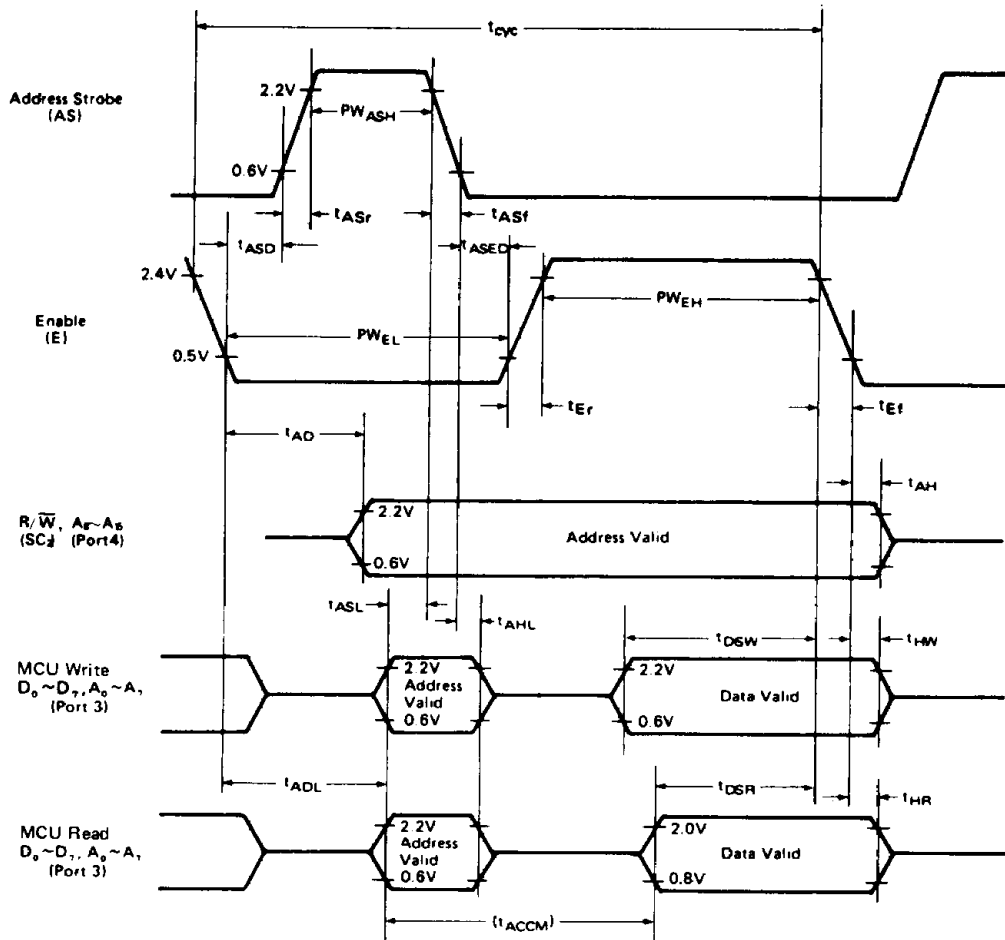 tcyc
Address Strobe
(AS)
2.2V
PWASH
0.6V
tASr
tASf
tASD
tASED
2.4V
Enable
(E)
PWEH
PWEL
0.5V
tEr
tEf
tAD
tAH
R/W̅, A8~A15
(SC2) (Port4)
2.2V
Address Valid
0.6V
tASL
tAHL
tDSW
tHW
MCU Write
D0~D7, A0~A7
(Port 3)
2.2V
Address
Valid
0.6V
2.2V
Data Valid
0.6V
tADL
tDSR
tHR
MCU Read
D0~D7, A0~A7
(Port 3)
2.2V
Address
Valid
0.6V
2.0V
Data Valid
0.8V
(tACCM)